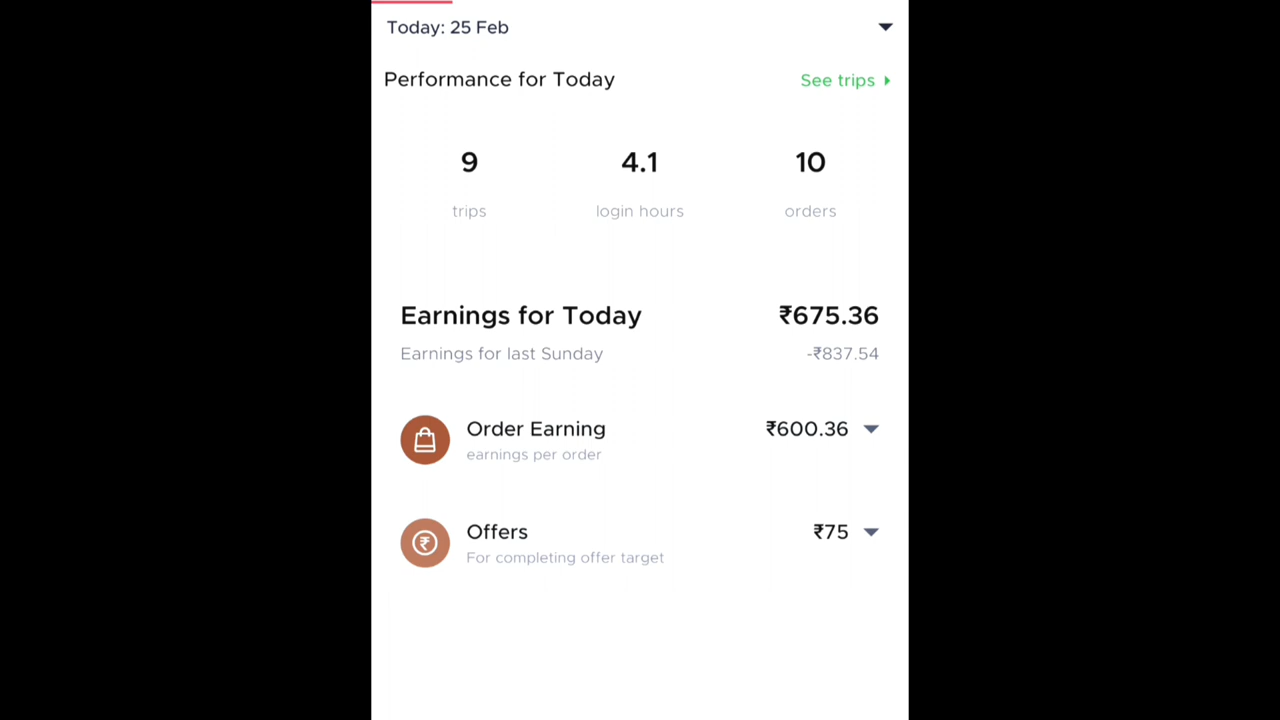 Today: 25 Feb
Performance for Today
See trips
9
4.1
10
trips
login hours
orders
Earnings for Today
₹675.36
Earnings for last Sunday
-₹837.54
Order Earning
₹600.36
earnings per order
Offers
₹75
For completing offer target